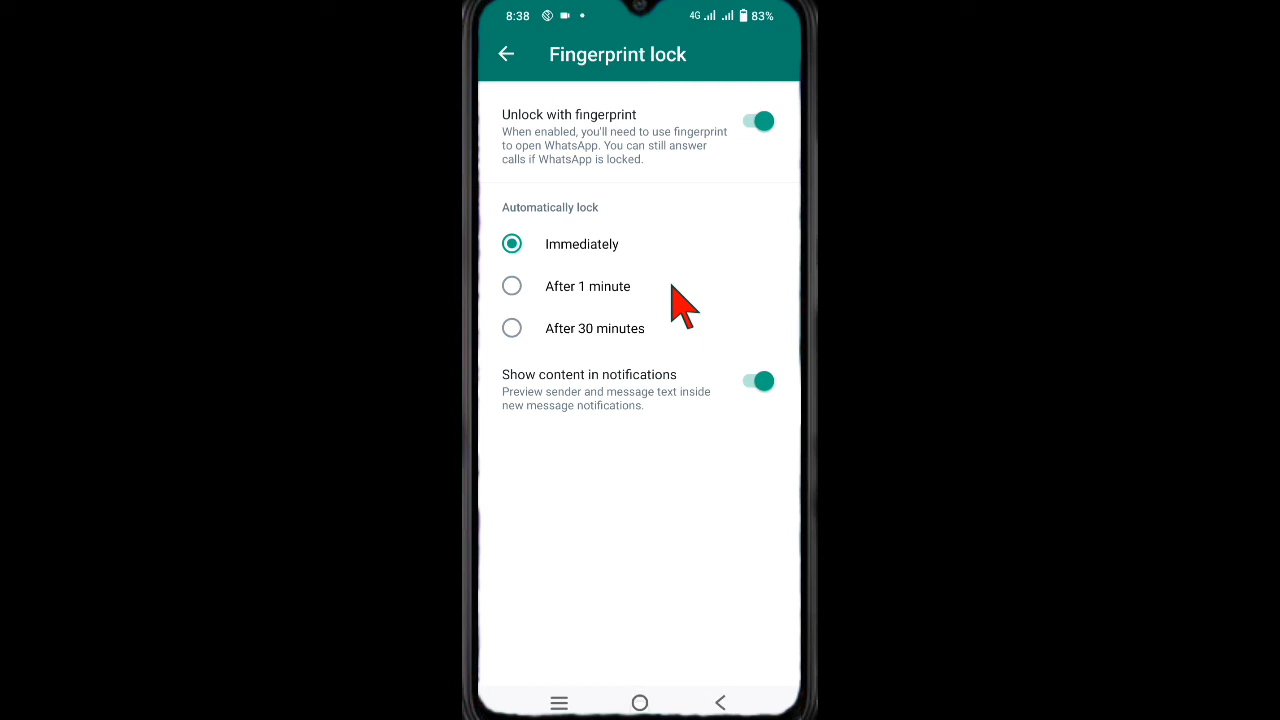 8:38 4G 83%
Fingerprint lock
Unlock with fingerprint
When enabled, you'll need to use fingerprint
to open WhatsApp. You can still answer
calls if WhatsApp is locked.
Automatically lock
Immediately
After 1 minute
After 30 minutes
Show content in notifications
Preview sender and message text inside
new message notifications.